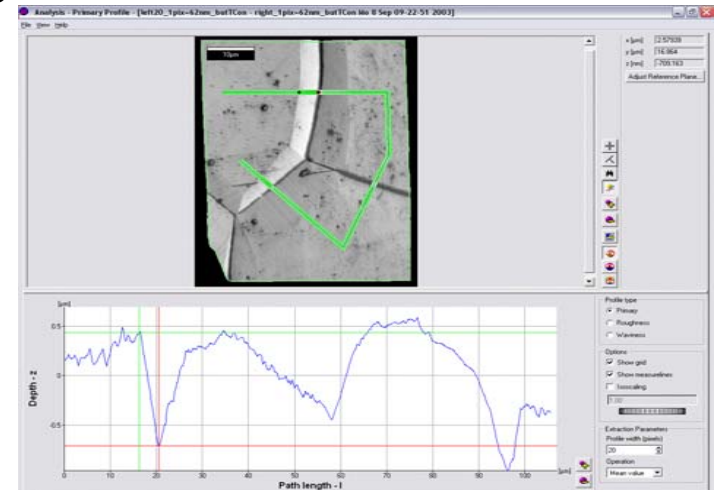 Analysis - Primary Profile - [left20_1pix~62nm_butTCon - right_1pix~62nm_butTCon Mo 8 Sep 09-22-51 2003]
File View Help
10µm
x [µm] 2.57939
y [µm] 16.864
z [nm] -709.163
Adjust Reference Plane...
Profile type
Primary
Roughness
Waviness
Options
Show grid
Show measurelines
Isoscaling
1.00
Extraction Parameters
Profile width (pixels)
20
Operation
Mean value
[µm]
0.5
0
0.5
Depth - z
0 10 20 30 40 50 60 70 80 90 100 [µm]
Path length - l